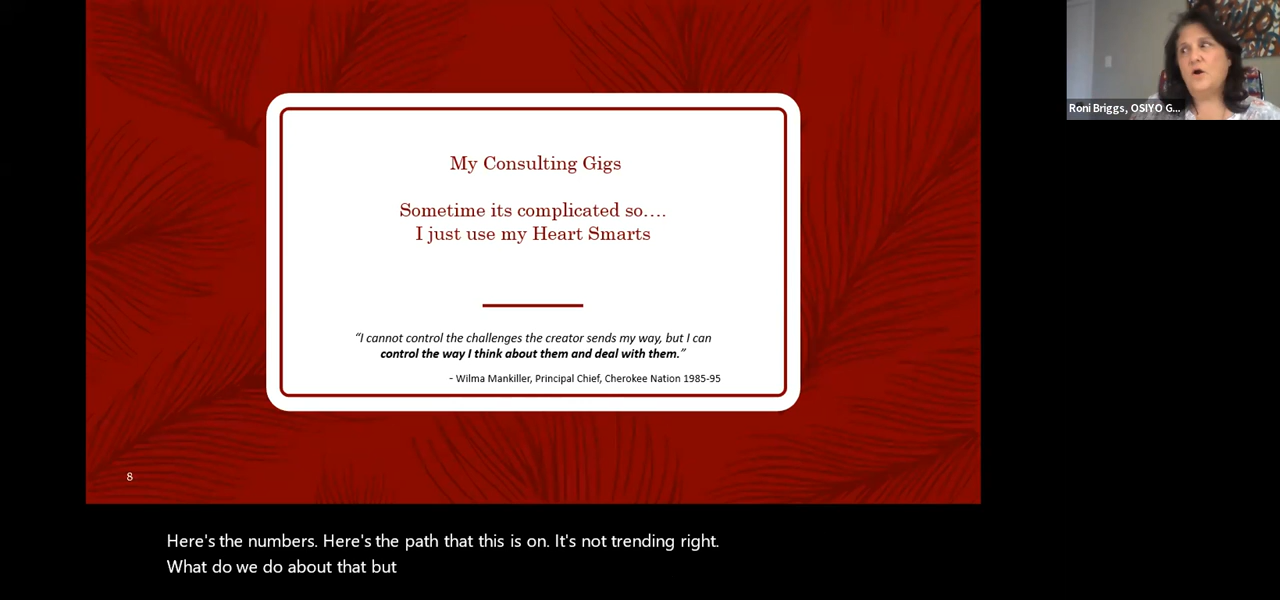 My Consulting Gigs
Sometime its complicated so....
I just use my Heart Smarts
“I cannot control the challenges the creator sends my way, but I can
control the way I think about them and deal with them.”
- Wilma Mankiller, Principal Chief, Cherokee Nation 1985-95
8
Roni Briggs, OSIYO G...
Here's the numbers. Here's the path that this is on. It's not trending right.
What do we do about that but